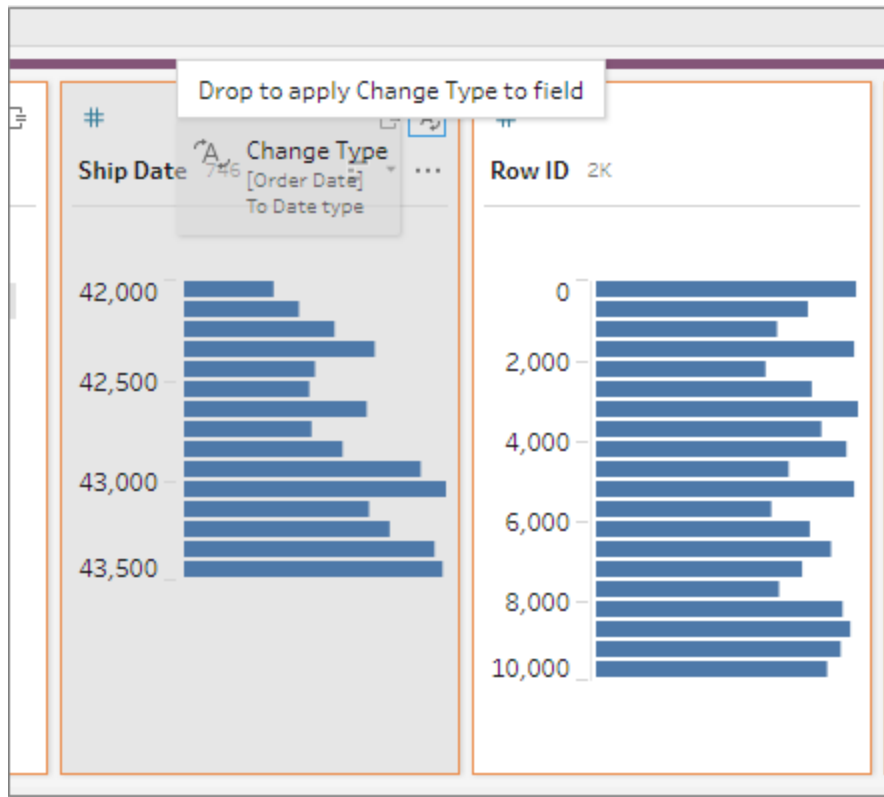 Drop to apply Change Type to field
#
#
Change Type
Ship Date 746
[Order Date]
To Date type
Row ID 2K
42,000
42,500
43,000
43,500
0
2,000
4,000
6,000
8,000
10,000